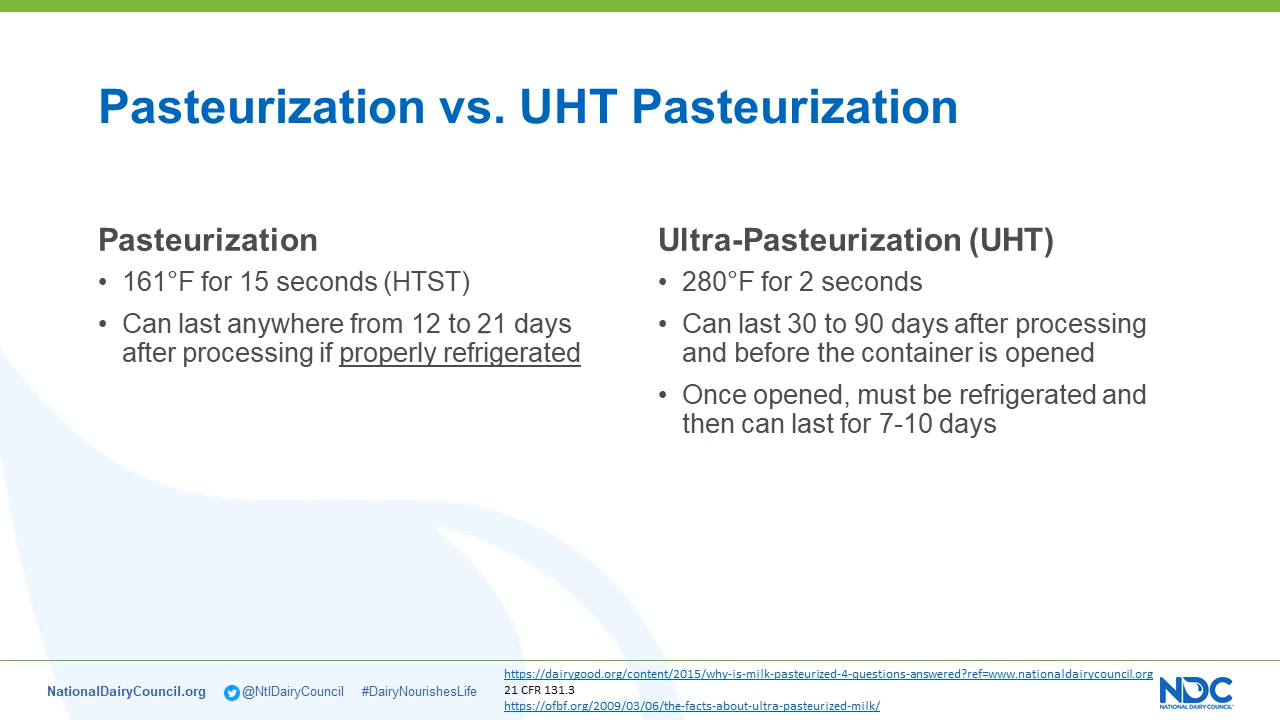 Pasteurization vs. UHT Pasteurization
Pasteurization
• 161°F for 15 seconds (HTST)
• Can last anywhere from 12 to 21 days
after processing if properly refrigerated
Ultra-Pasteurization (UHT)
• 280°F for 2 seconds
• Can last 30 to 90 days after processing
and before the container is opened
• Once opened, must be refrigerated and
then can last for 7-10 days
NationalDairyCouncil.org
@NtlDairyCouncil
#DairyNourishesLife
https://dairygood.org/content/2015/why-is-milk-pasteurized-4-questions-answered?ref=www.nationaldairycouncil.org
21 CFR 131.3
https://ofbf.org/2009/03/06/the-facts-about-ultra-pasteurized-milk/
NDC
NATIONAL DAIRY COUNCIL